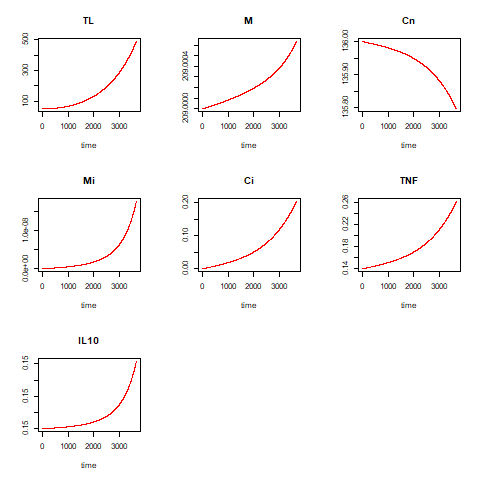 TL
500
300
100
0 1000 2000 3000
time
M
209.0004
209.0000
0 1000 2000 3000
time
Cn
136.00
135.90
135.80
0 1000 2000 3000
time
Mi
1.0e-08
0.0e+00
0 1000 2000 3000
time
Ci
0.20
0.10
0.00
0 1000 2000 3000
time
TNF
0.26
0.22
0.18
0.14
0 1000 2000 3000
time
IL10
0.15
0.15
0.15
0 1000 2000 3000
time